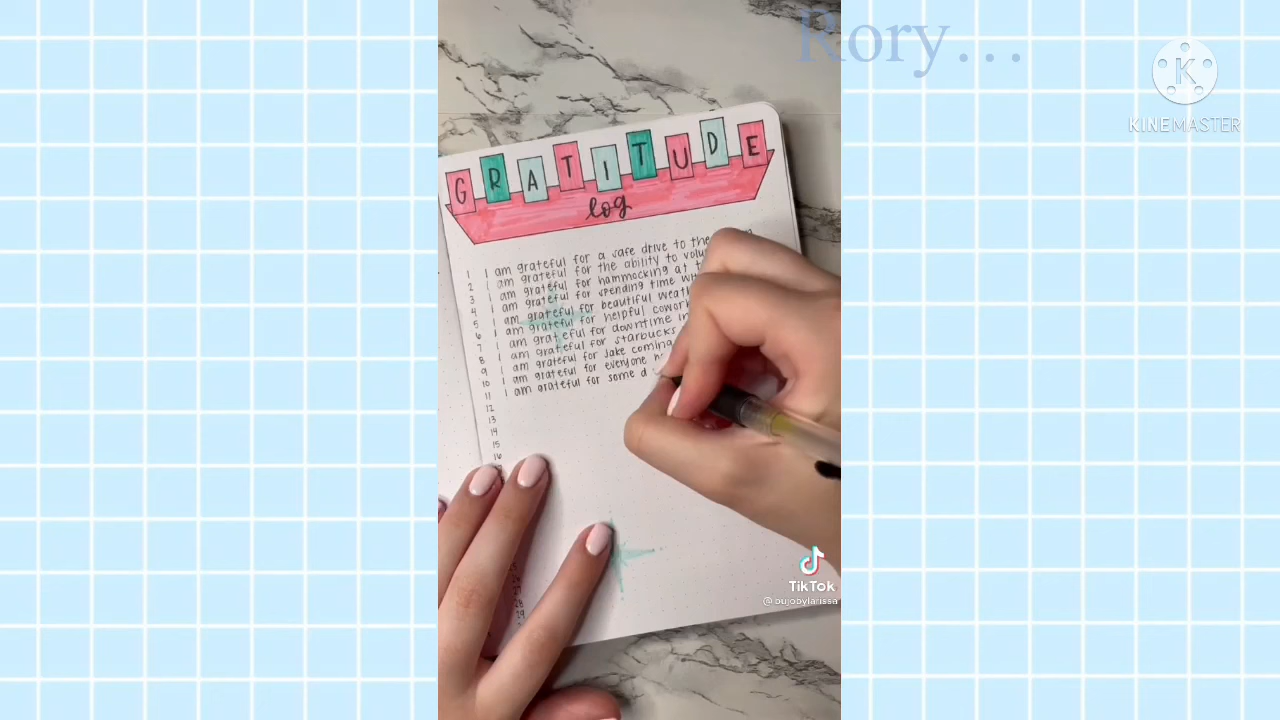 Rory...
KINEMASTER
GRATITUDE
log
1 I am grateful for a safe drive to the
2 I am grateful for the ability to
3 I am grateful for hammocking at
4 I am grateful for spending time
5 I am grateful for beautiful
6 I am grateful for helpful
7 I am grateful for downtime in
8 I am grateful for starbucks
9 I am grateful for Jake coming
10 I am grateful for everyone
11 I am grateful for some d
12
13
14
15
16
TikTok
@bujobylarissa